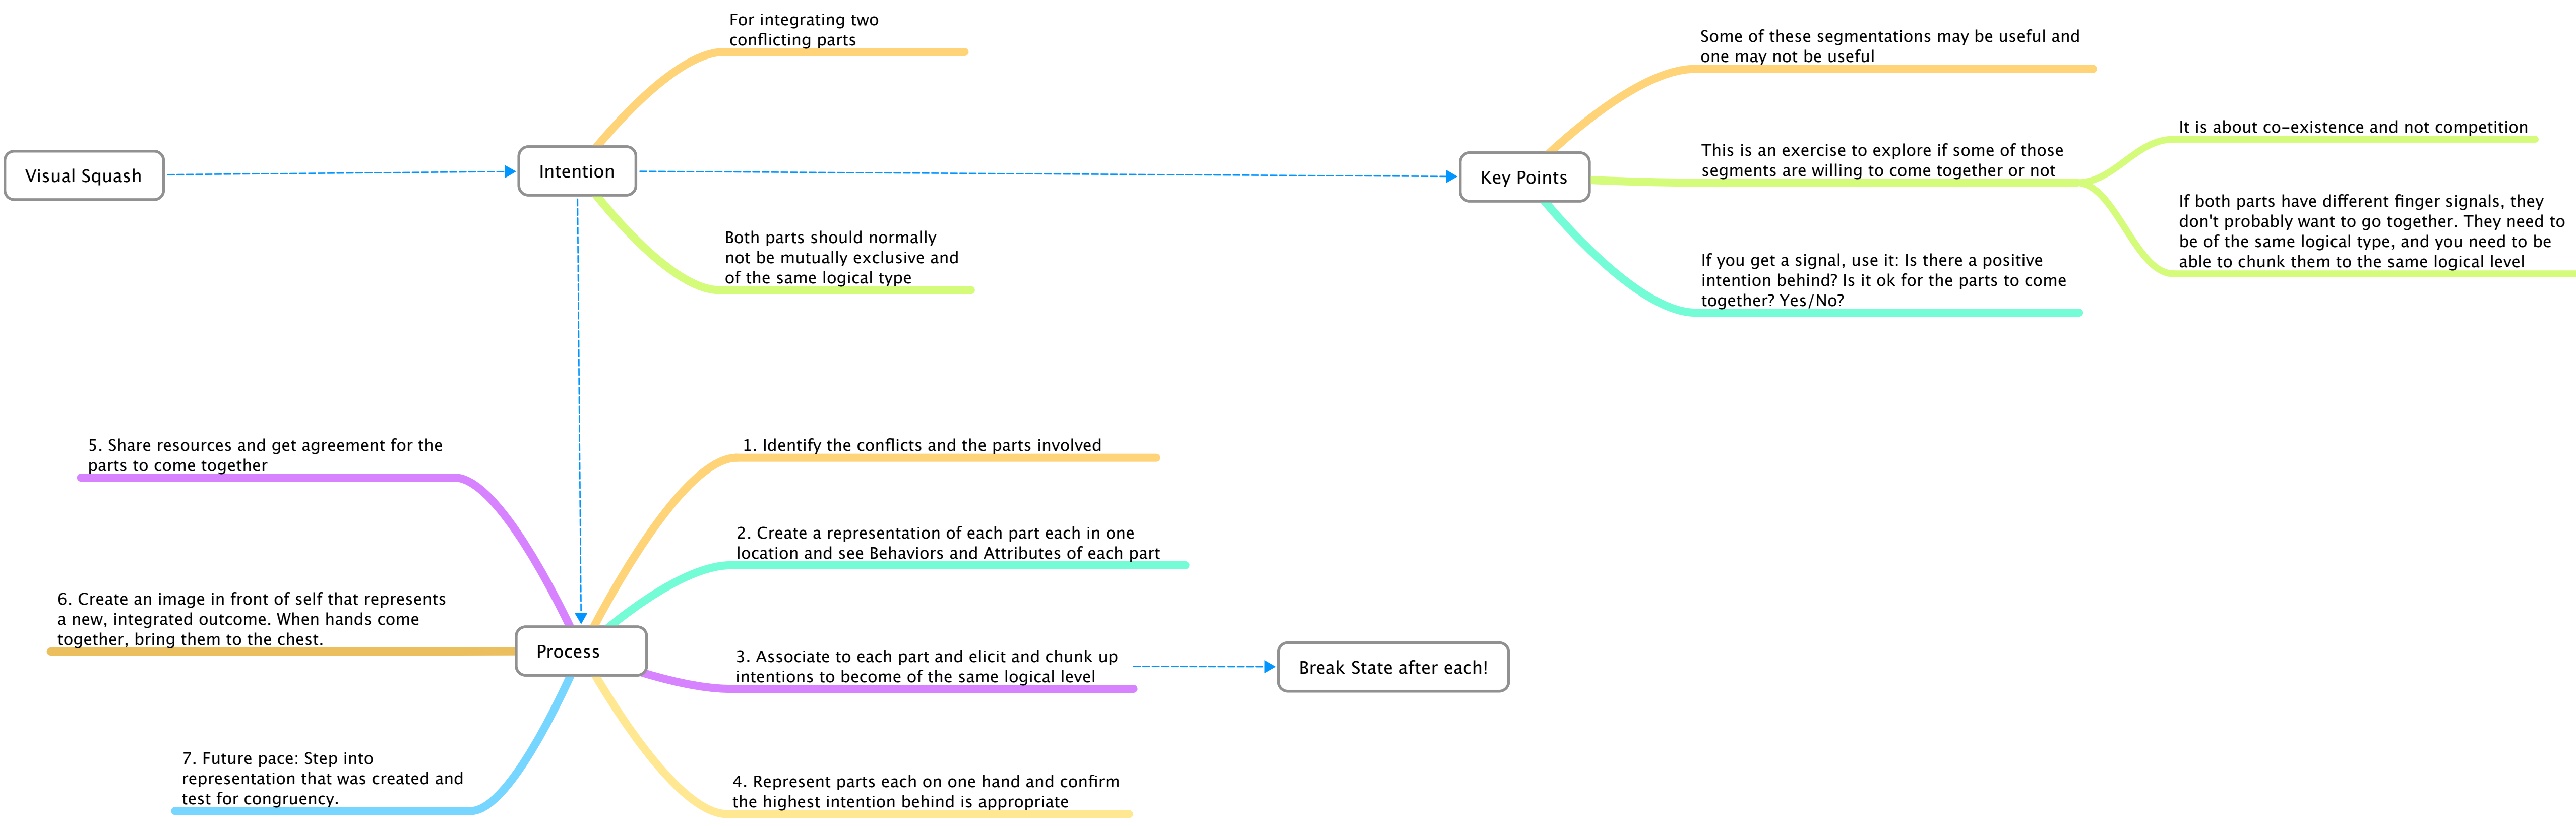 Visual Squash
Intention
For integrating two
conflicting parts
Both parts should normally
not be mutually exclusive and
of the same logical type
Key Points
Some of these segmentations may be useful and
one may not be useful
This is an exercise to explore if some of those
segments are willing to come together or not
It is about co-existence and not competition
If both parts have different finger signals, they
don't probably want to go together. They need to
be of the same logical type, and you need to be
able to chunk them to the same logical level
If you get a signal, use it: Is there a positive
intention behind? Is it ok for the parts to come
together? Yes/No?
Process
1. Identify the conflicts and the parts involved
2. Create a representation of each part each in one
location and see Behaviors and Attributes of each part
3. Associate to each part and elicit and chunk up
intentions to become of the same logical level
Break State after each!
4. Represent parts each on one hand and confirm
the highest intention behind is appropriate
5. Share resources and get agreement for the
parts to come together
6. Create an image in front of self that represents
a new, integrated outcome. When hands come
together, bring them to the chest.
7. Future pace: Step into
representation that was created and
test for congruency.